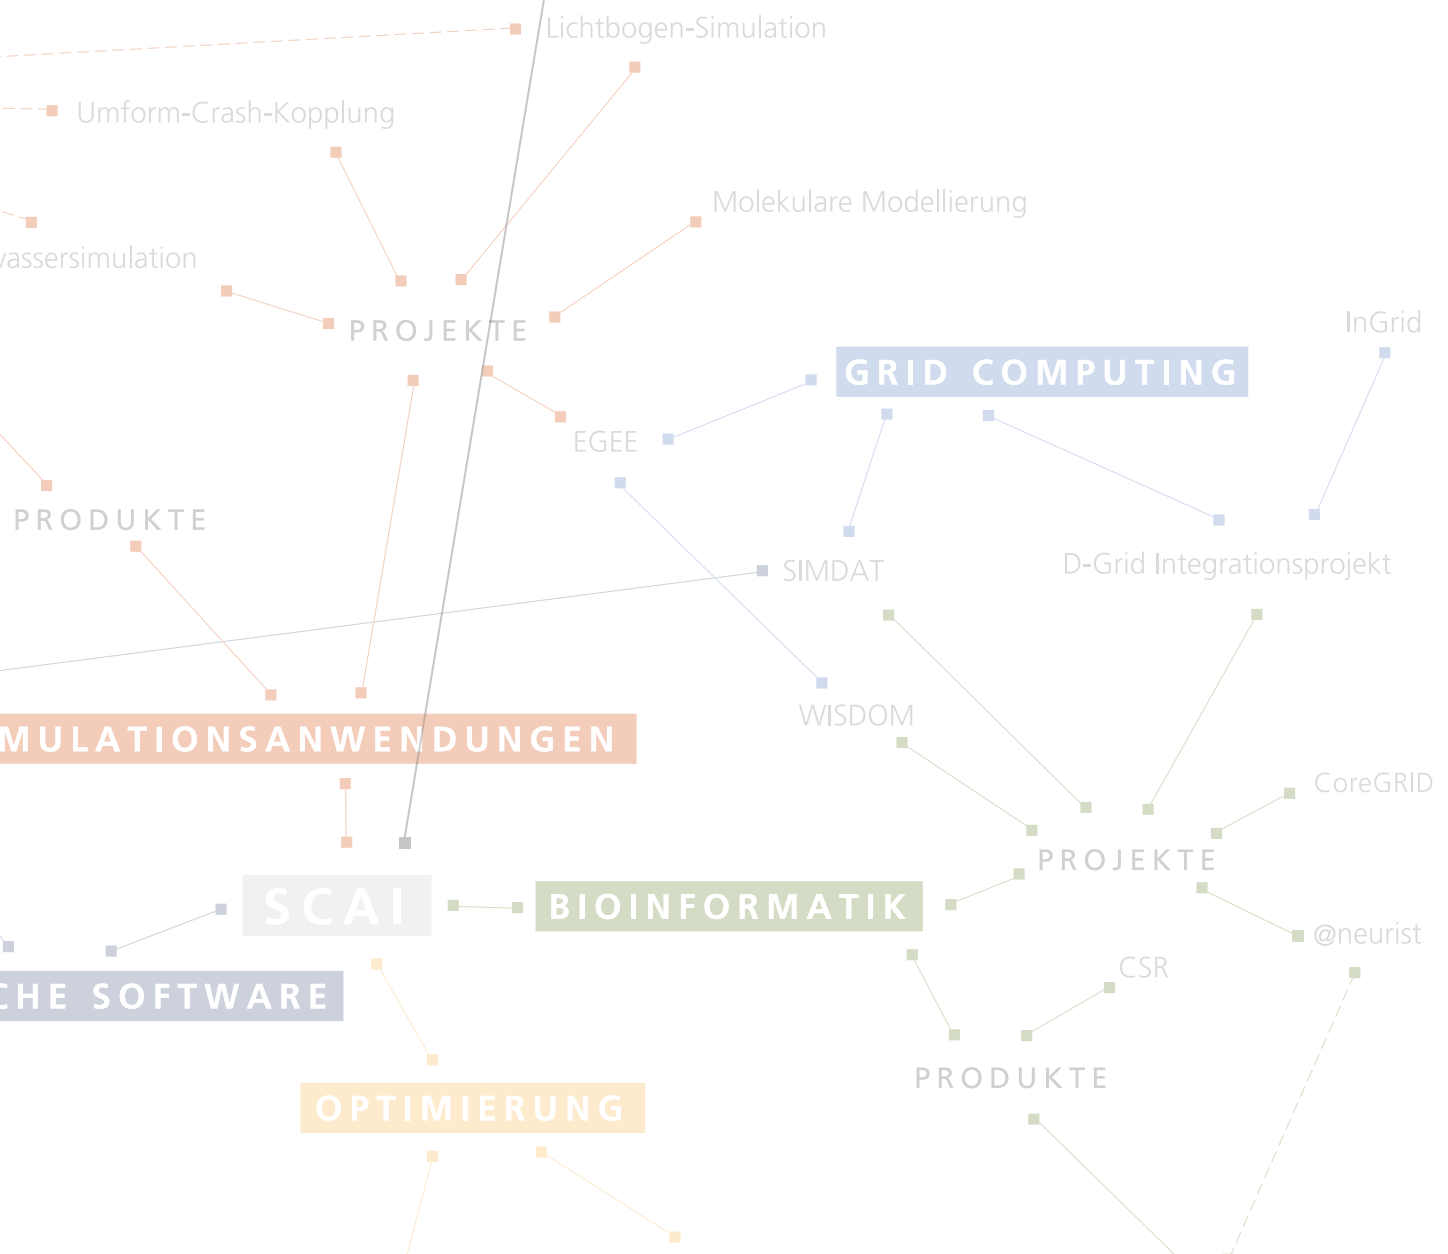 Lichtbogen-Simulation
Umform-Crash-Kopplung
Molekulare Modellierung
vassersimulation
PROJEKTE
InGrid
GRID COMPUTING
EGEE
PRODUKTE
SIMDAT
D-Grid Integrationsprojekt
WISDOM
MULATIONSANWENDUNGEN
CoreGRID
PROJEKTE
SCAI
BIOINFORMATIK
@neurist
CSR
CHE SOFTWARE
PRODUKTE
OPTIMIERUNG